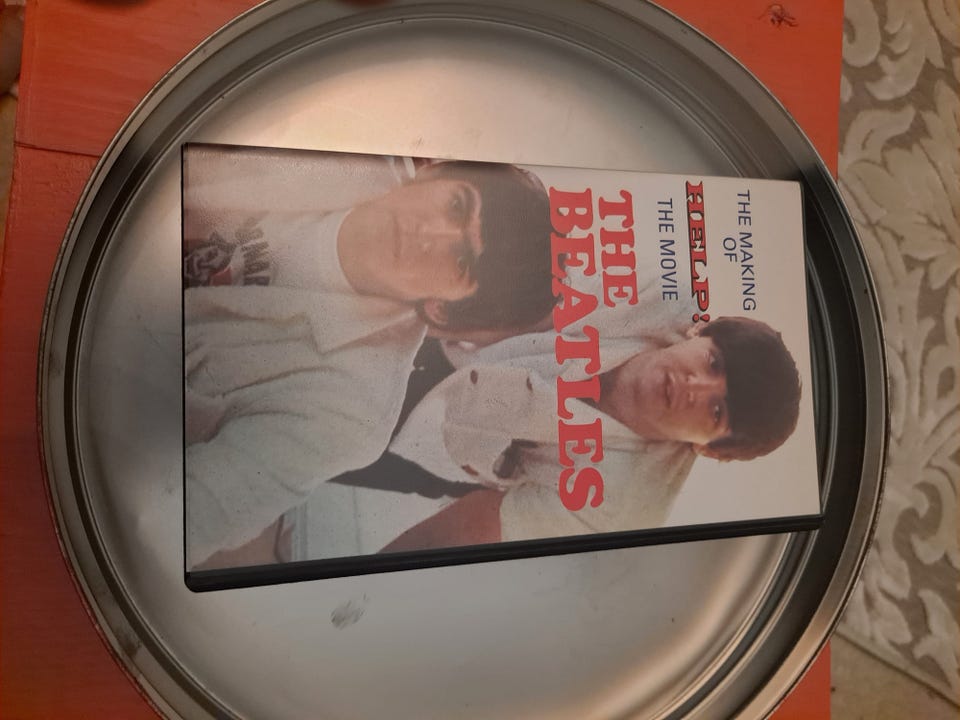 THE MAKING
OF
HELP!
THE MOVIE
THE
BEATLES